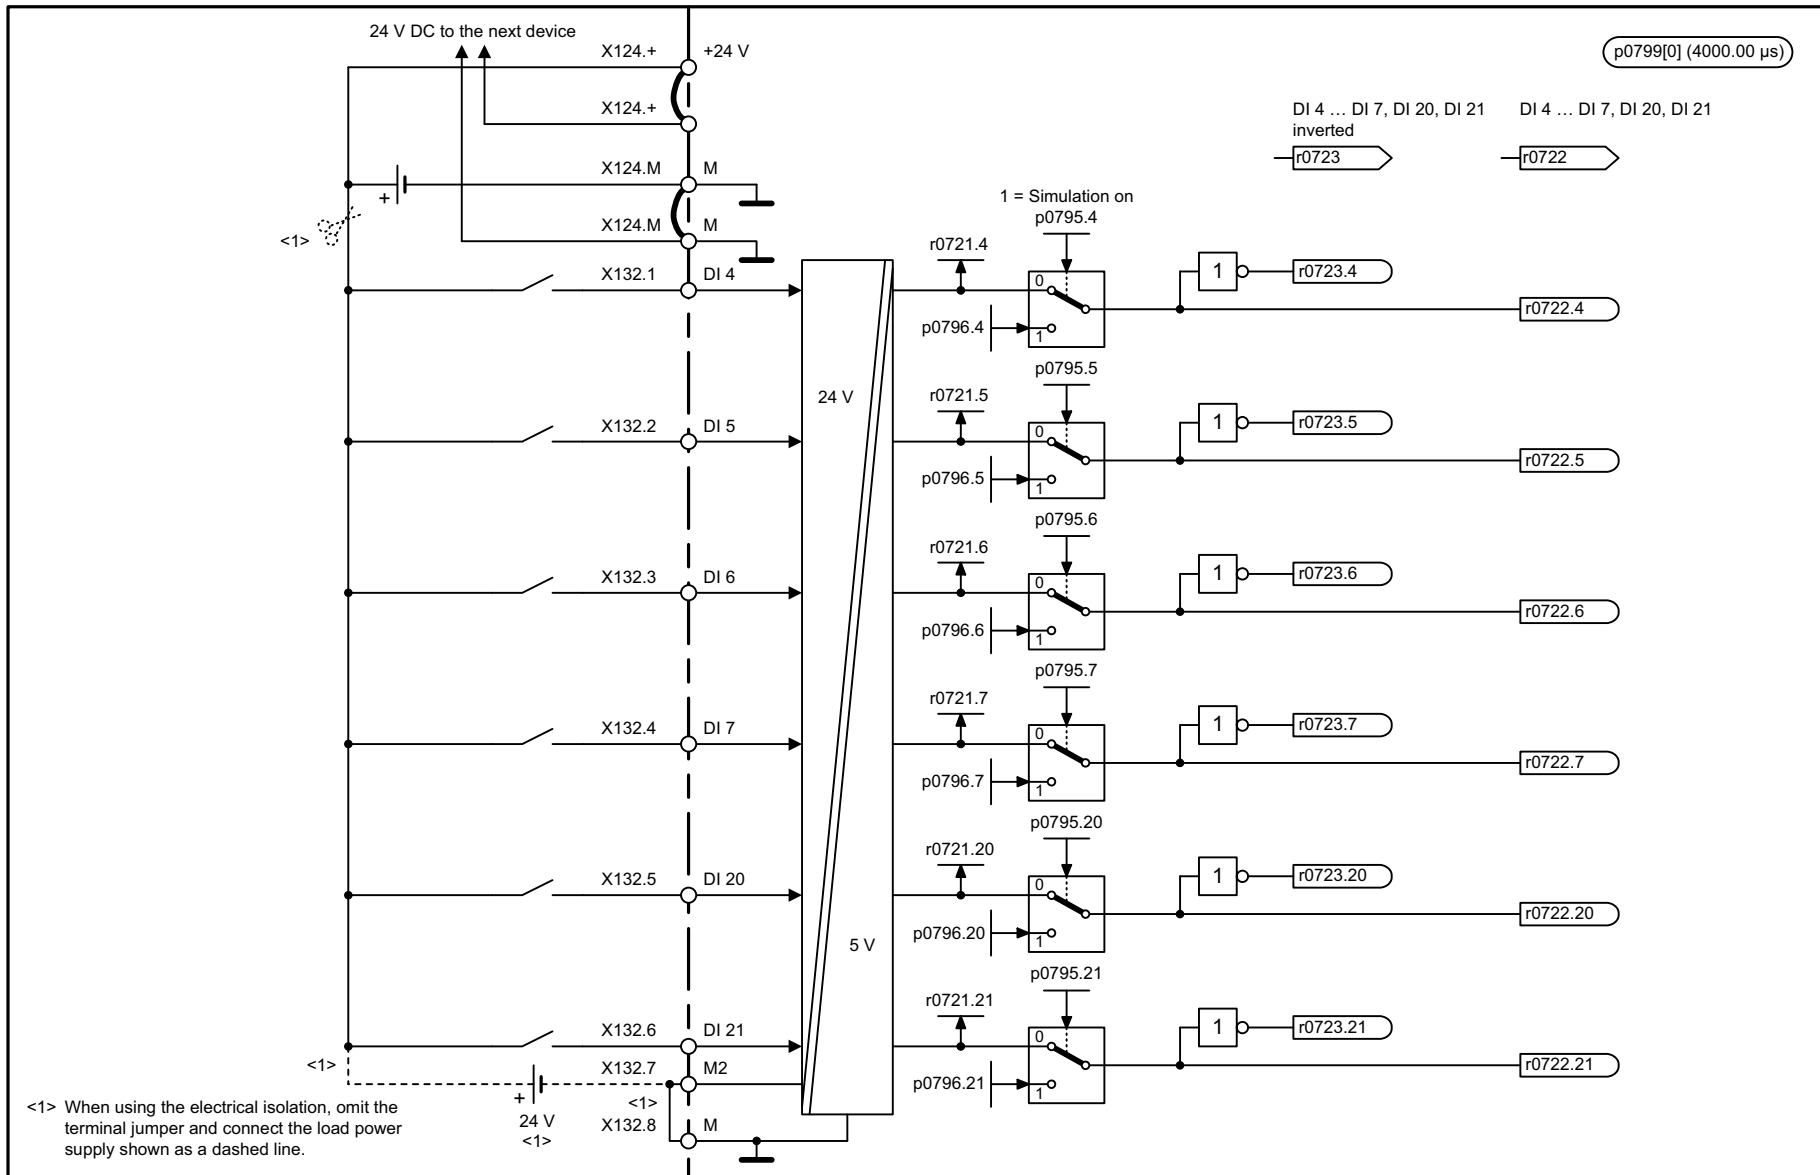 24 V DC to the next device
X124.+
+24 V
p0799[0] (4000.00 µs)
X124.+
DI 4 … DI 7, DI 20, DI 21
inverted
DI 4 … DI 7, DI 20, DI 21
r0723
r0722
X124.M
M
+
1 = Simulation on
p0795.4
<1>
X124.M
M
r0721.4
X132.1
DI 4
0
1
r0723.4
r0722.4
p0796.4
1
p0795.5
24 V
r0721.5
X132.2
DI 5
0
1
r0723.5
r0722.5
p0796.5
1
p0795.6
r0721.6
X132.3
DI 6
0
1
r0723.6
r0722.6
p0796.6
1
p0795.7
r0721.7
X132.4
DI 7
0
1
r0723.7
r0722.7
p0796.7
1
p0795.20
r0721.20
X132.5
DI 20
0
1
r0723.20
r0722.20
p0796.20
1
5 V
p0795.21
r0721.21
X132.6
DI 21
0
1
r0723.21
r0722.21
p0796.21
1
<1>
X132.7
M2
+
24 V
<1>
<1>
X132.8
M
<1> When using the electrical isolation, omit the
terminal jumper and connect the load power
supply shown as a dashed line.